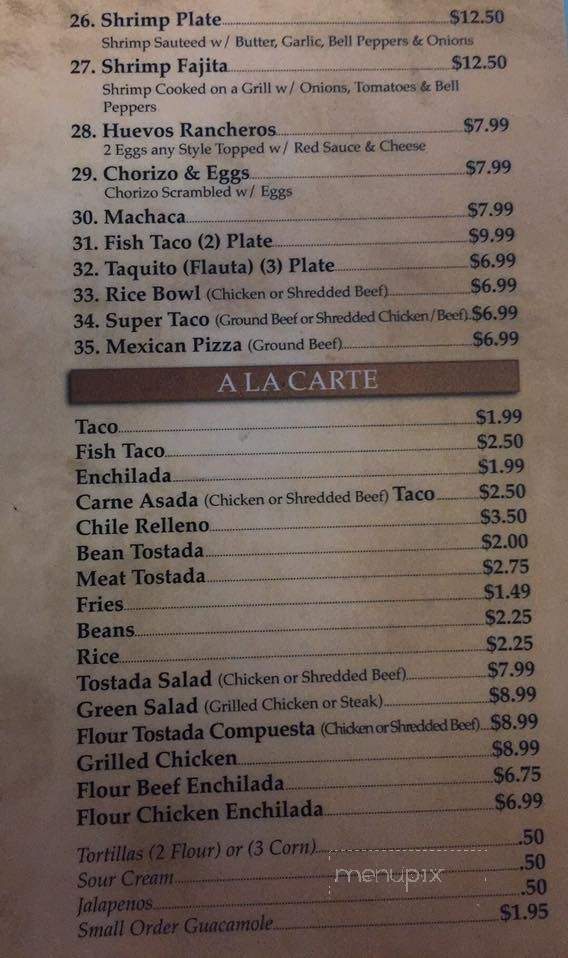 26. Shrimp Plate $12.50
Shrimp Sauteed w/ Butter, Garlic, Bell Peppers & Onions
27. Shrimp Fajita $12.50
Shrimp Cooked on a Grill w/ Onions, Tomatoes & Bell
Peppers
28. Huevos Rancheros $7.99
2 Eggs any Style Topped w/ Red Sauce & Cheese
29. Chorizo & Eggs $7.99
Chorizo Scrambled w/ Eggs
30. Machaca $7.99
31. Fish Taco (2) Plate $9.99
32. Taquito (Flauta) (3) Plate $6.99
33. Rice Bowl (Chicken or Shredded Beef) $6.99
34. Super Taco (Ground Beef or Shredded Chicken/Beef) $6.99
35. Mexican Pizza (Ground Beef) $6.99
A LA CARTE
Taco $1.99
Fish Taco $2.50
Enchilada $1.99
Carne Asada (Chicken or Shredded Beef) Taco $2.50
Chile Relleno $3.50
Bean Tostada $2.00
Meat Tostada $2.75
Fries $1.49
Beans $2.25
Rice $2.25
Tostada Salad (Chicken or Shredded Beef) $7.99
Green Salad (Grilled Chicken or Steak) $8.99
Flour Tostada Compuesta (Chicken or Shredded Beef) $8.99
Grilled Chicken $8.99
Flour Beef Enchilada $6.75
Flour Chicken Enchilada $6.99
Tortillas (2 Flour) or (3 Corn) .50
Sour Cream .50
Jalapenos .50
Small Order Guacamole $1.95
menupix